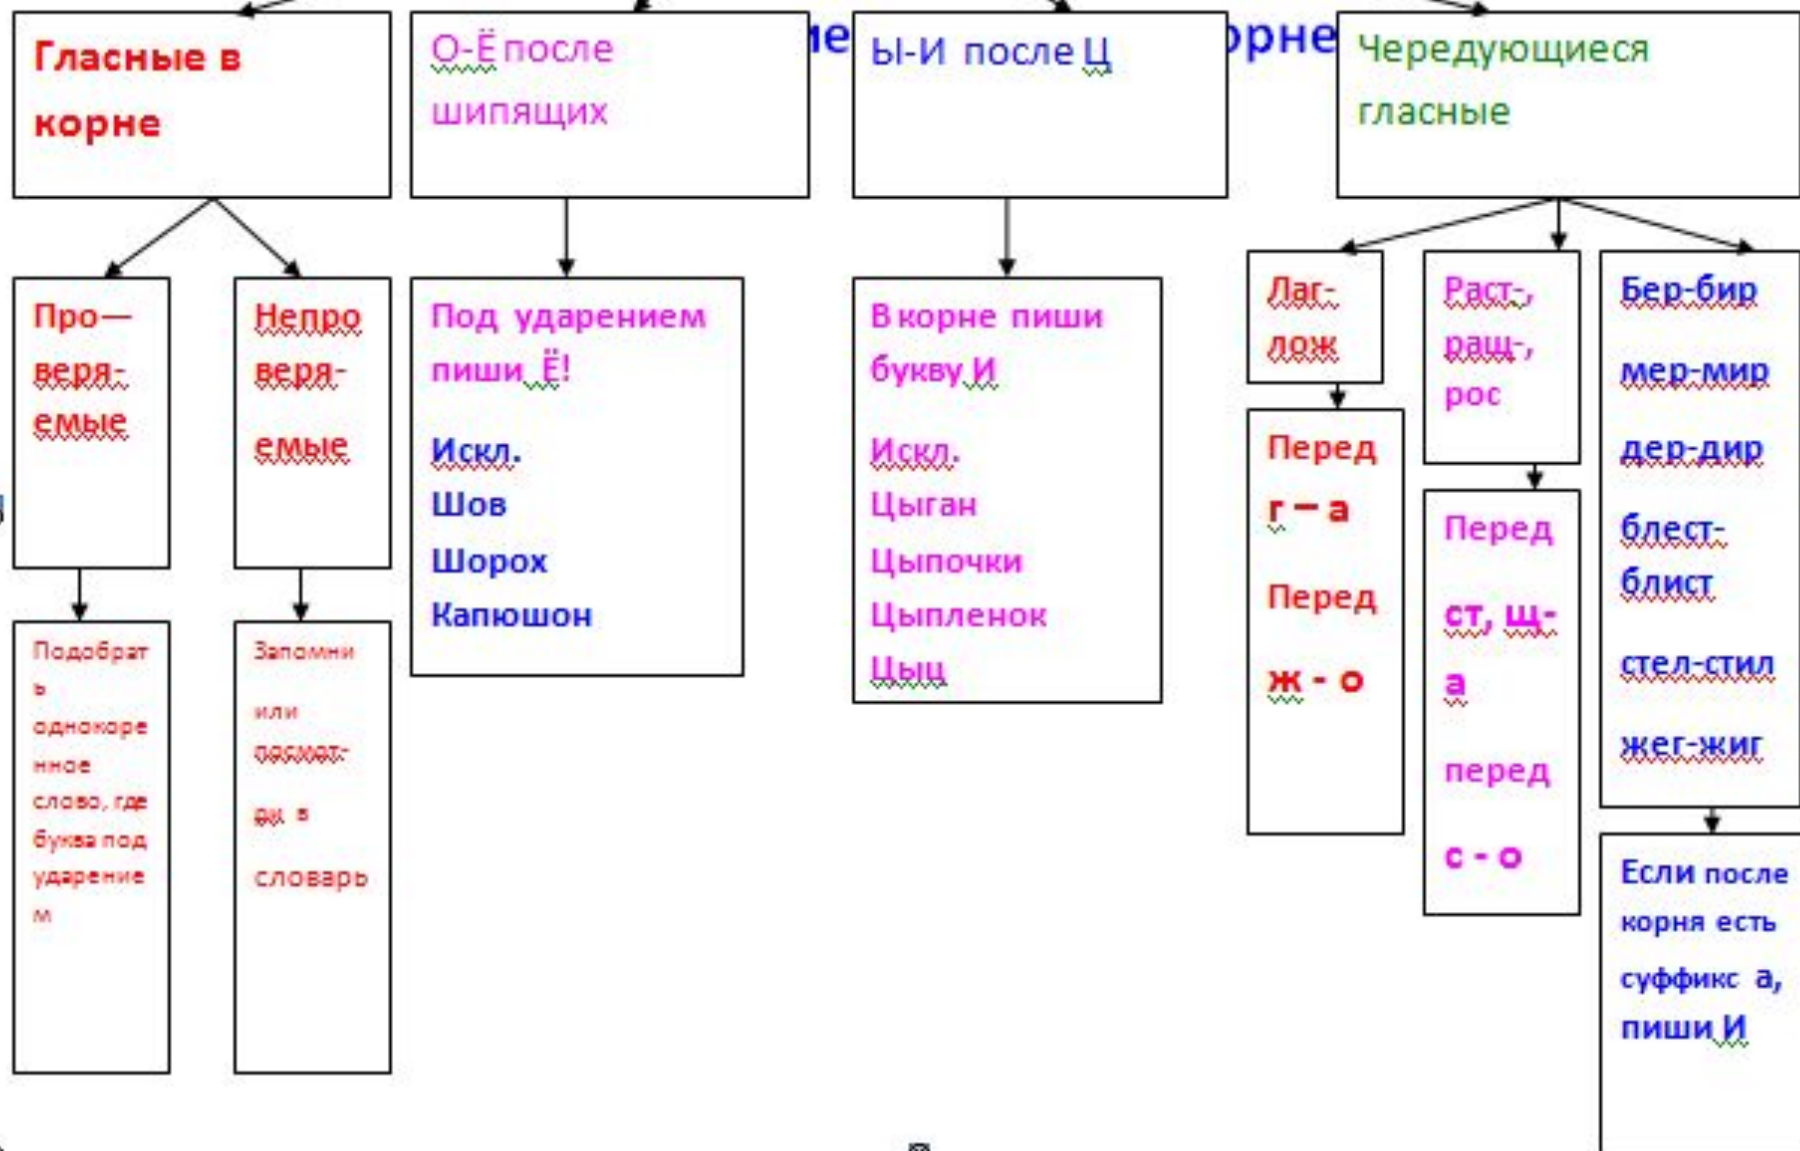 Гласные в
корне
О-Ё после
шипящих
ие
Ы-И после Ц
орне
Чередующиеся
гласные
Про—
веря-
емые
Непро
веря-
емые
Под ударением
пиши Ё!
Искл.
Шов
Шорох
Капюшон
В корне пиши
букву И
Искл.
Цыган
Цыпочки
Цыпленок
Цыц
Лаг-
лож
Раст-,
ращ-,
рос
Бер-бир
мер-мир
дер-дир
блест-
блист
стел-стил
жег-жиг
Подобрат
ь
однокоре
нное
слово, где
буква под
ударение
м
Запомни
или
посмот-
ри в
словарь
Перед
г – а
Перед
ж - о
Перед
ст, щ-
а
перед
с - о
Если после
корня есть
суффикс а,
пиши И